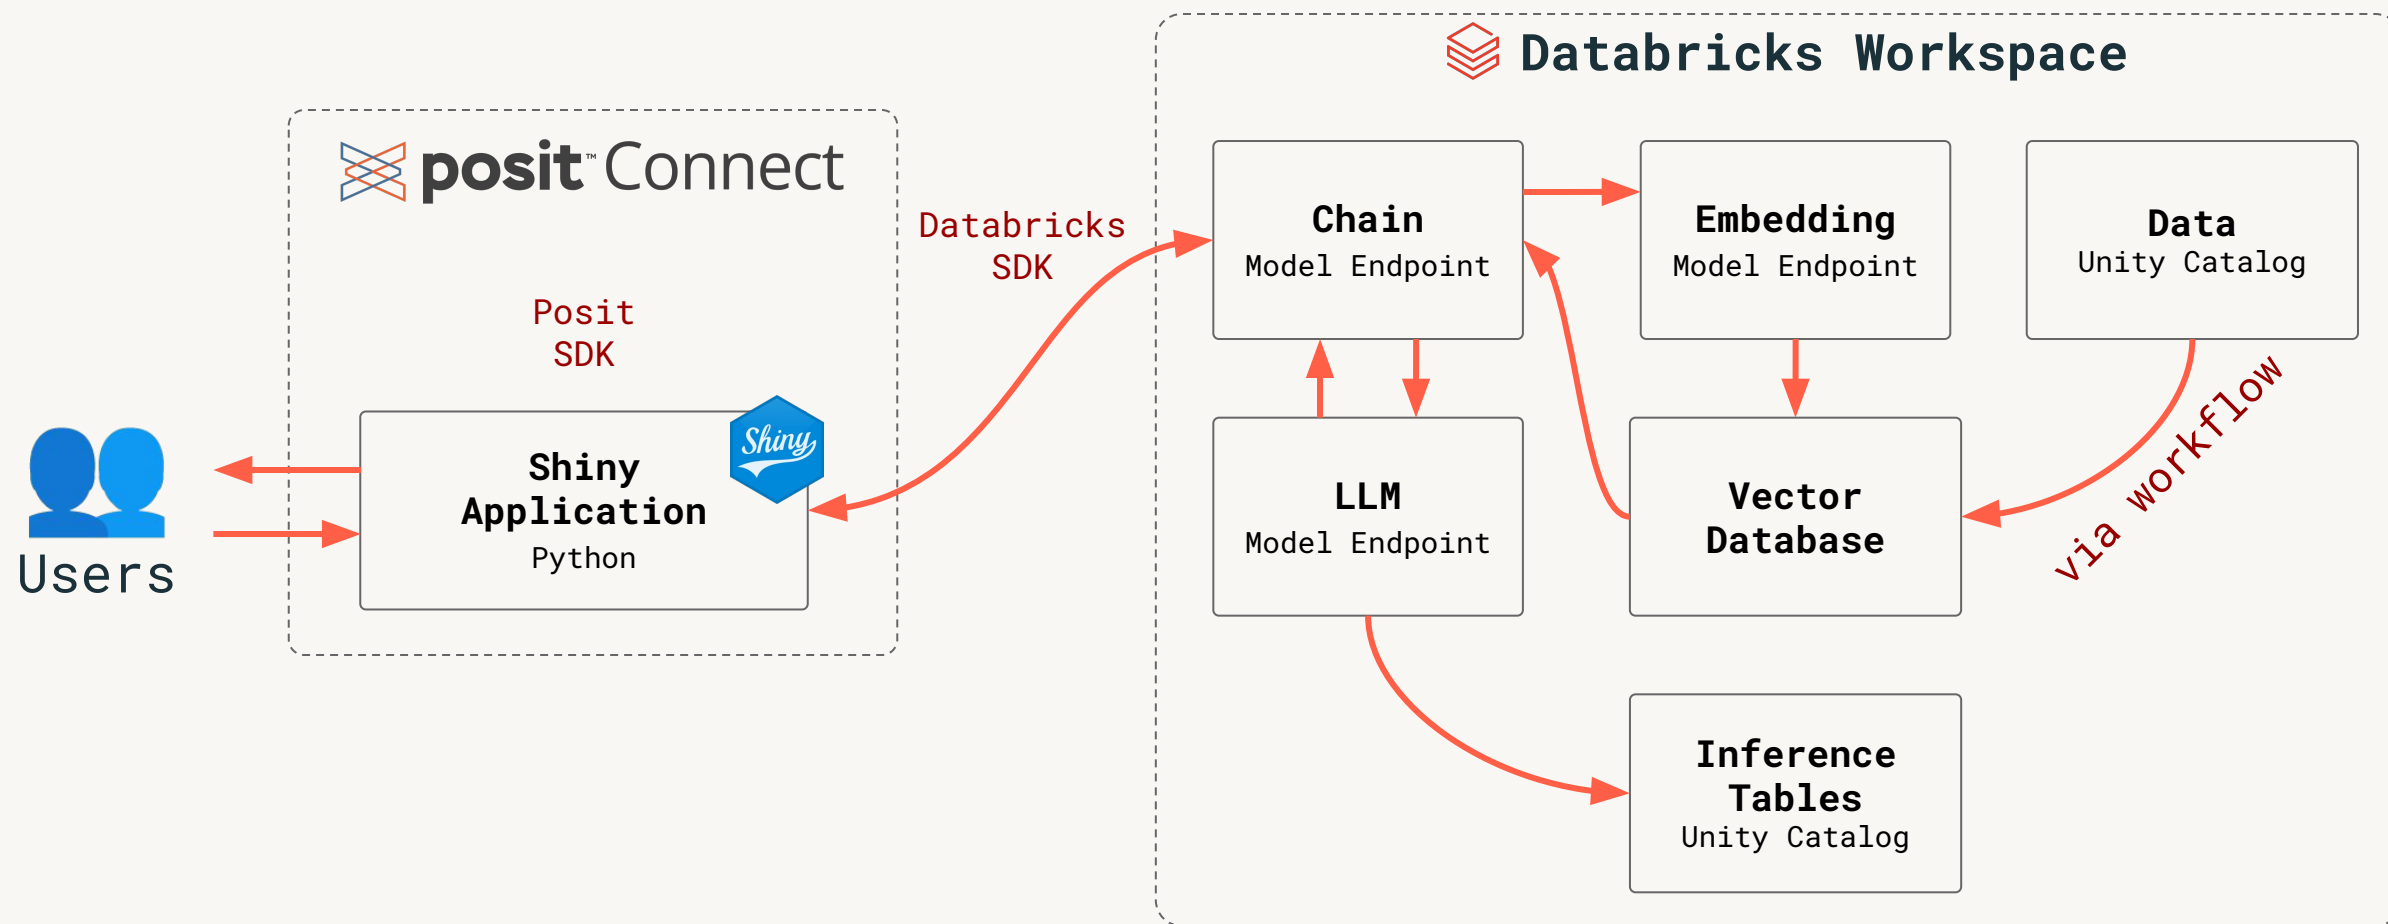 Databricks Workspace
posit™ Connect
Posit
SDK
Shiny
Shiny
Application
Python
Users
Databricks
SDK
Chain
Model Endpoint
Embedding
Model Endpoint
Data
Unity Catalog
LLM
Model Endpoint
Vector
Database
via workflow
Inference
Tables
Unity Catalog